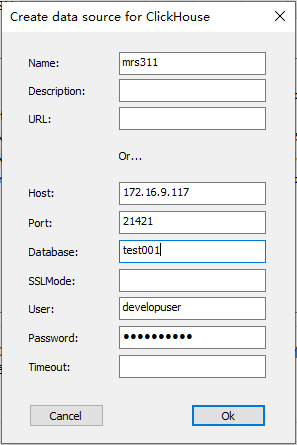 Create data source for ClickHouse
Name: mrs311
Description:
URL:
Or...
Host: 172.16.9.117
Port: 21421
Database: test001
SSLMode:
User: developuser
Password: ●●●●●●●●●●
Timeout:
Cancel Ok